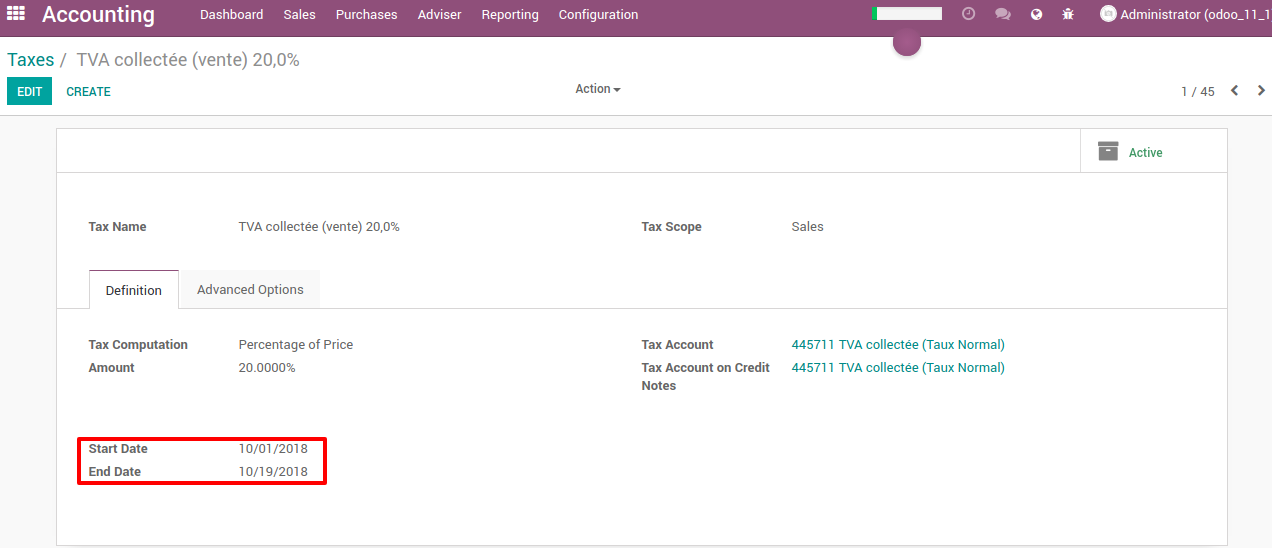 Accounting Dashboard Sales Purchases Adviser Reporting Configuration Administrator (odoo_11_1
Taxes / TVA collectée (vente) 20,0%
EDIT CREATE Action 1 / 45
Active
Tax Name TVA collectée (vente) 20,0% Tax Scope Sales
Definition Advanced Options
Tax Computation Percentage of Price Tax Account 445711 TVA collectée (Taux Normal)
Amount 20.0000% Tax Account on Credit 445711 TVA collectée (Taux Normal)
Notes
Start Date 10/01/2018
End Date 10/19/2018